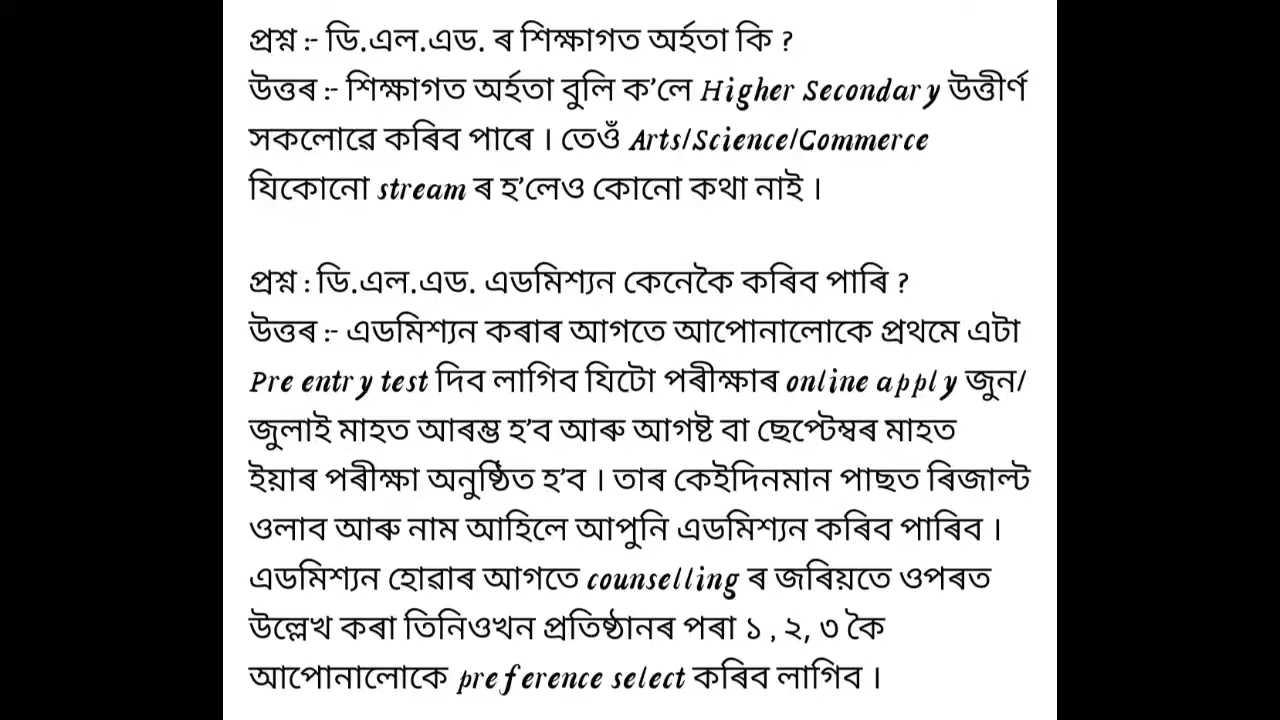 প্ৰশ্ন :- ডি.এল.এড. ৰ শিক্ষাগত অৰ্হতা কি ?
উত্তৰ :- শিক্ষাগত অৰ্হতা বুলি ক’লে Higher Secondary উত্তীৰ্ণ
সকলোৱে কৰিব পাৰে । তেওঁ Arts/Science/Commerce
যিকোনো stream ৰ হ’লেও কোনো কথা নাই ।
প্ৰশ্ন : ডি.এল.এড. এডমিশ্যন কেনেকৈ কৰিব পাৰি ?
উত্তৰ :- এডমিশ্যন কৰাৰ আগতে আপোনালোকে প্ৰথমে এটা
Pre entry test দিব লাগিব যিটো পৰীক্ষাৰ online apply জুন/
জুলাই মাহত আৰম্ভ হ’ব আৰু আগষ্ট বা ছেপ্টেম্বৰ মাহত
ইয়াৰ পৰীক্ষা অনুষ্ঠিত হ’ব । তাৰ কেইদিনমান পাছত ৰিজাল্ট
ওলাব আৰু নাম আহিলে আপুনি এডমিশ্যন কৰিব পাৰিব ।
এডমিশ্যন হোৱাৰ আগতে counselling ৰ জৰিয়তে ওপৰত
উল্লেখ কৰা তিনিওখন প্ৰতিষ্ঠানৰ পৰা ১ , ২, ৩ কৈ
আপোনালোকে preference select কৰিব লাগিব ।